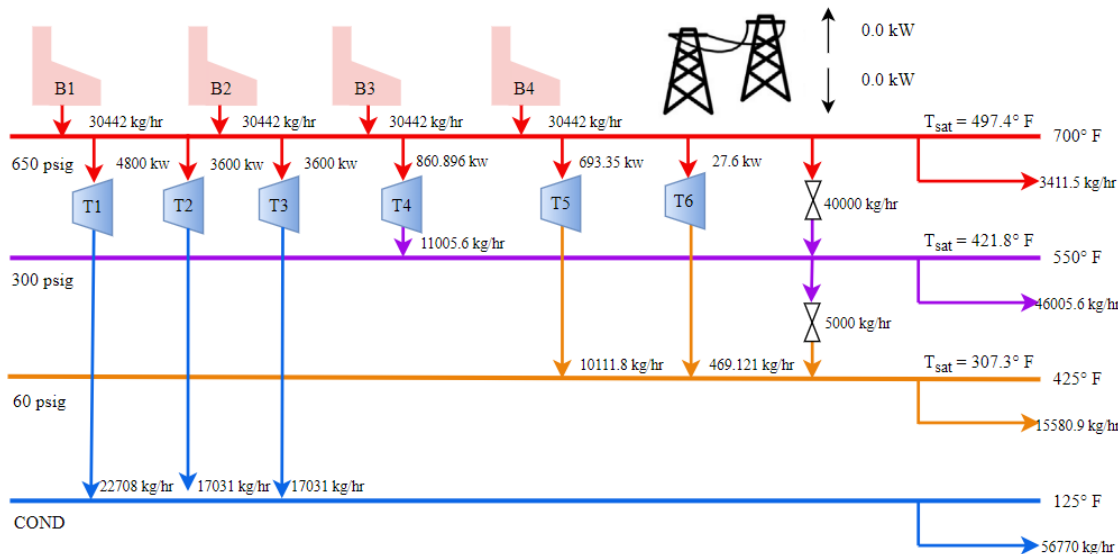 0.0 kW
0.0 kW
B1
B2
B3
B4
30442 kg/hr
30442 kg/hr
30442 kg/hr
30442 kg/hr
Tsat = 497.4° F
700° F
650 psig
4800 kw
3600 kw
3600 kw
860.896 kw
693.35 kw
27.6 kw
3411.5 kg/hr
T1
T2
T3
T4
T5
T6
40000 kg/hr
11005.6 kg/hr
Tsat = 421.8° F
550° F
300 psig
46005.6 kg/hr
5000 kg/hr
10111.8 kg/hr
469.121 kg/hr
Tsat = 307.3° F
425° F
60 psig
15580.9 kg/hr
22708 kg/hr
17031 kg/hr
17031 kg/hr
125° F
COND
56770 kg/hr